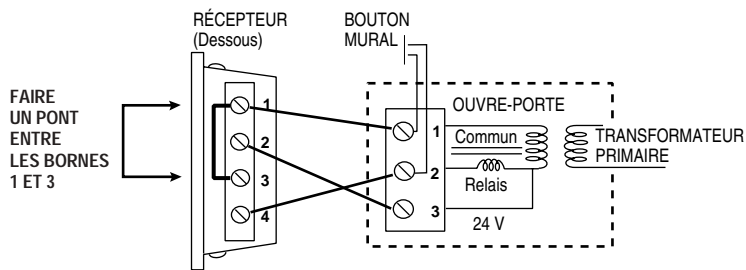 RÉCEPTEUR
(Dessous)
BOUTON
MURAL
FAIRE
UN PONT
ENTRE
LES BORNES
1 ET 3
1
2
3
4
OUVRE-PORTE
1
Commun
2
Relais
3
24 V
TRANSFORMATEUR
PRIMAIRE